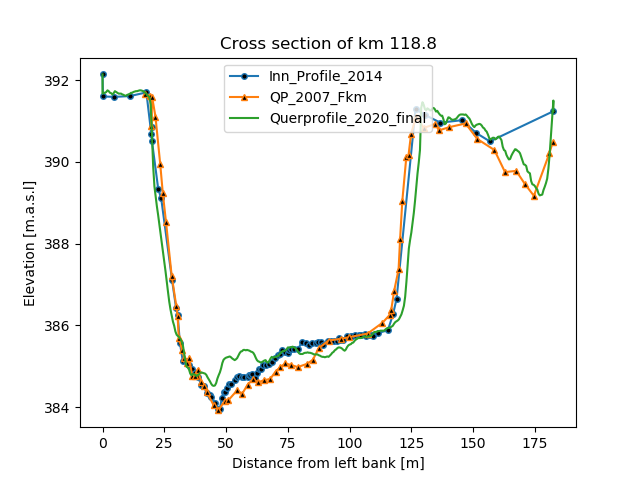 Cross section of km 118.8
Inn_Profile_2014
QP_2007_Fkm
Querprofile_2020_final
Elevation [m.a.s.l]
392
390
388
386
384
0 25 50 75 100 125 150 175
Distance from left bank [m]